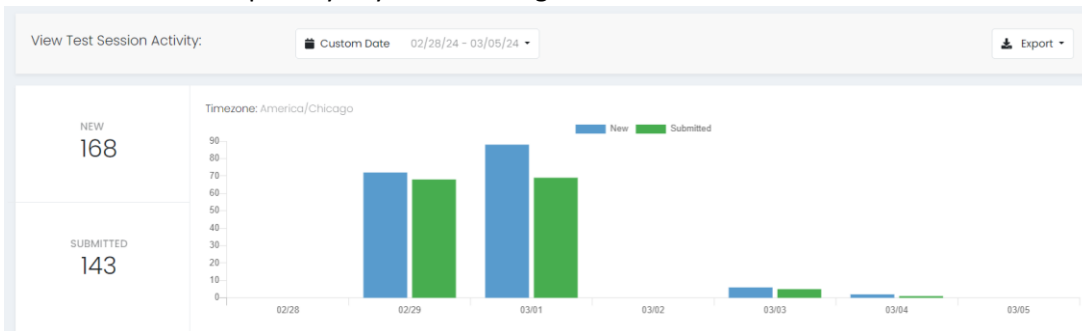 View Test Session Activity: Custom Date 02/28/24 - 03/05/24 Export
NEW
168
SUBMITTED
143
Timezone: America/Chicago
New Submitted
90
80
70
60
50
40
30
20
10
0
02/28 02/29 03/01 03/02 03/03 03/04 03/05